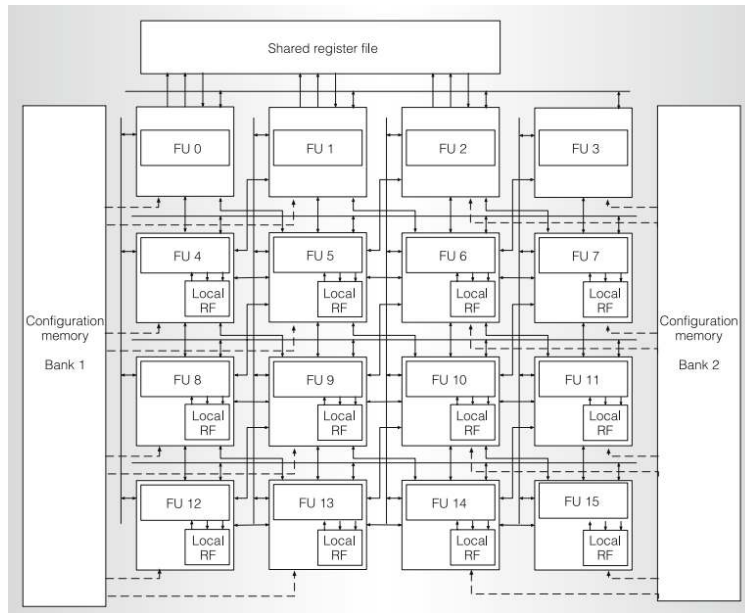 Shared register file
FU 0
FU 1
FU 2
FU 3
FU 4
FU 5
FU 6
FU 7
Local
RF
Local
RF
Local
RF
Local
RF
Configuration
memory
Bank 1
Configuration
memory
Bank 2
FU 8
FU 9
FU 10
FU 11
Local
RF
Local
RF
Local
RF
Local
RF
FU 12
FU 13
FU 14
FU 15
Local
RF
Local
RF
Local
RF
Local
RF